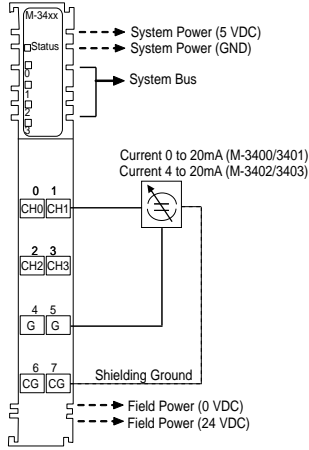 M-34xx
Status
0
1
2
3
System Power (5 VDC)
System Power (GND)
System Bus
Current 0 to 20mA (M-3400/3401)
Current 4 to 20mA (M-3402/3403)
0 1
CH0 CH1
2 3
CH2 CH3
4 5
G G
6 7
CG CG
Shielding Ground
Field Power (0 VDC)
Field Power (24 VDC)